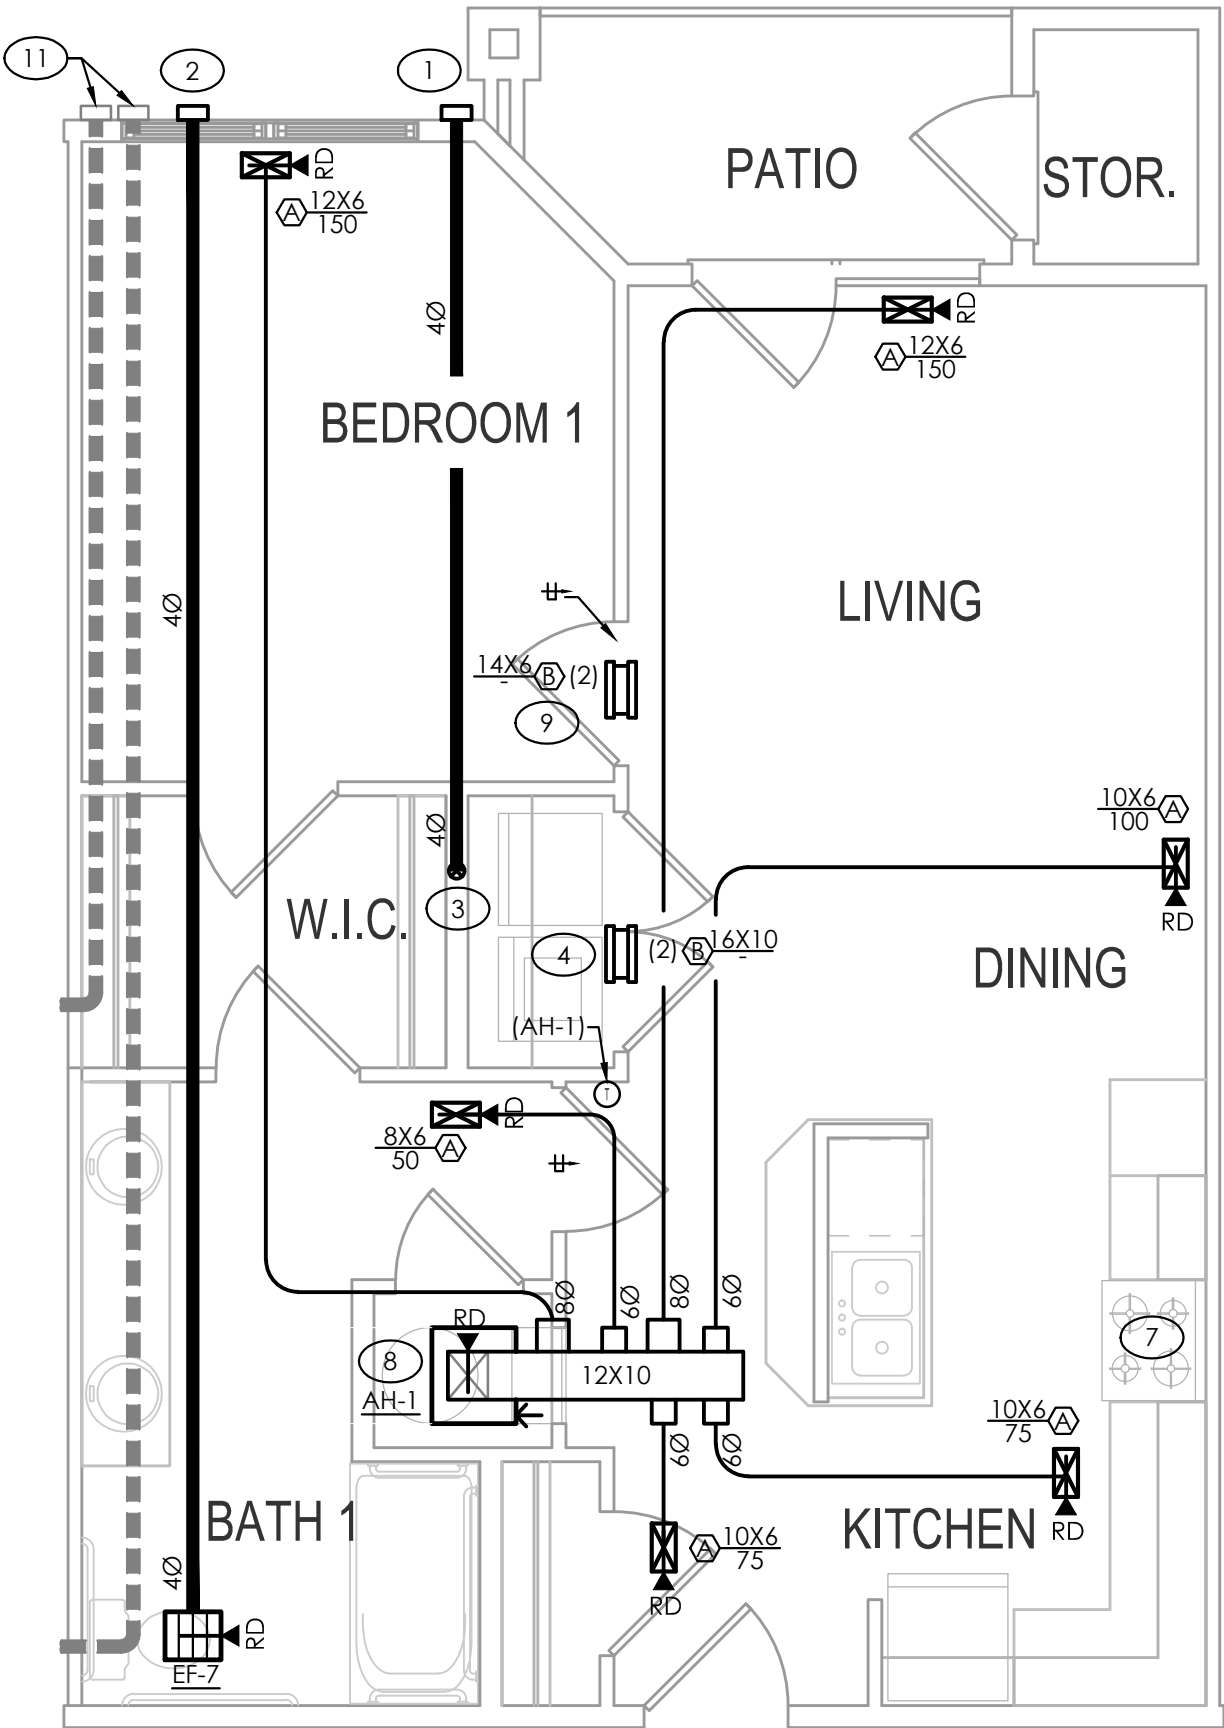 11
2
1
RD
A 12X6
150
PATIO
STOR.
4Ø
RD
A 12X6
150
BEDROOM 1
4Ø
LIVING
14X6 B (2)
-
9
10X6 A
100
RD
4Ø
3
W.I.C.
4
(2) B 16X10
-
DINING
(AH-1)
T
RD
8X6 A
50
8Ø
6Ø
8Ø
6Ø
RD
8
AH-1
12X10
7
10X6 A
75
RD
6Ø
6Ø
BATH 1
KITCHEN
A 10X6
75
RD
4Ø
RD
EF-7